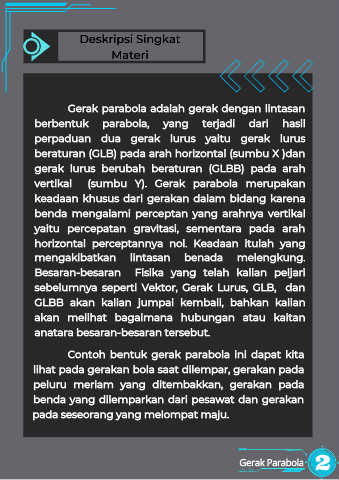 Deskripsi Singkat
Materi
Gerak parabola adalah gerak dengan lintasan
berbentuk parabola, yang terjadi dari hasil
perpaduan dua gerak lurus yaitu gerak lurus
beraturan (GLB) pada arah horizontal (sumbu X )dan
gerak lurus berubah beraturan (GLBB) pada arah
vertikal (sumbu Y). Gerak parabola merupakan
keadaan khusus dari gerakan dalam bidang karena
benda mengalami perceptan yang arahnya vertikal
yaitu percepatan gravitasi, sementara pada arah
horizontal perceptannya nol. Keadaan itulah yang
mengakibatkan lintasan benada melengkung.
Besaran-besaran Fisika yang telah kalian peljari
sebelumnya seperti Vektor, Gerak Lurus, GLB, dan
GLBB akan kalian jumpai kembali, bahkan kalian
akan melihat bagaimana hubungan atau kaitan
anatara besaran-besaran tersebut.
Contoh bentuk gerak parabola ini dapat kita
lihat pada gerakan bola saat dilempar, gerakan pada
peluru meriam yang ditembakkan, gerakan pada
benda yang dilemparkan dari pesawat dan gerakan
pada seseorang yang melompat maju.
Gerak Parabola 2